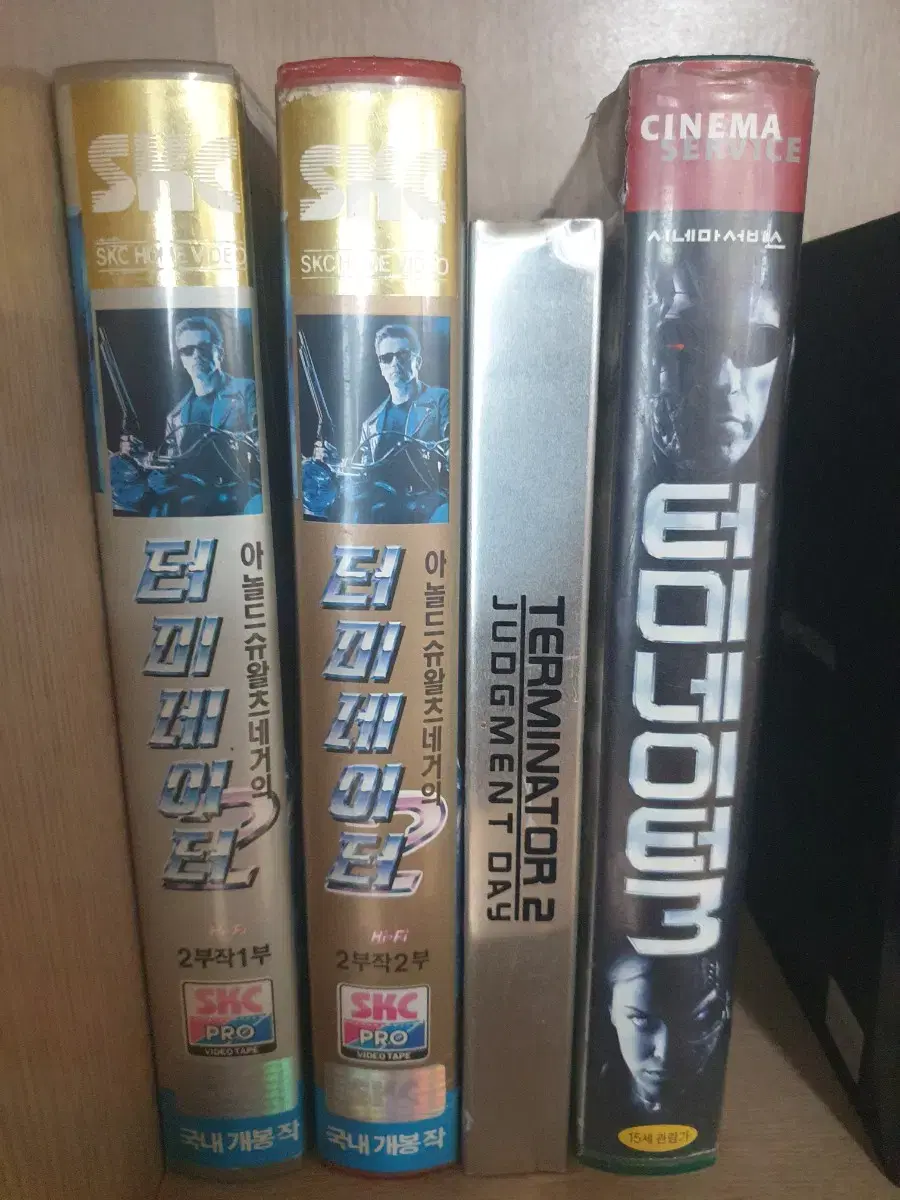 SKC
SKC HOME VIDEO
아놀드슈왈츠네거의
터미네이터2
Hi-Fi
2부작1부
SKC
PRO
VIDEO TAPE
국내개봉작
SKC
SKC HOME VIDEO
아놀드슈왈츠네거의
터미네이터2
Hi-Fi
2부작2부
SKC
PRO
VIDEO TAPE
국내개봉작
TERMINATOR 2
JUDGMENT DAY
CINEMA
SERVICE
시네마서비스
터미네이터3
15세 관람가